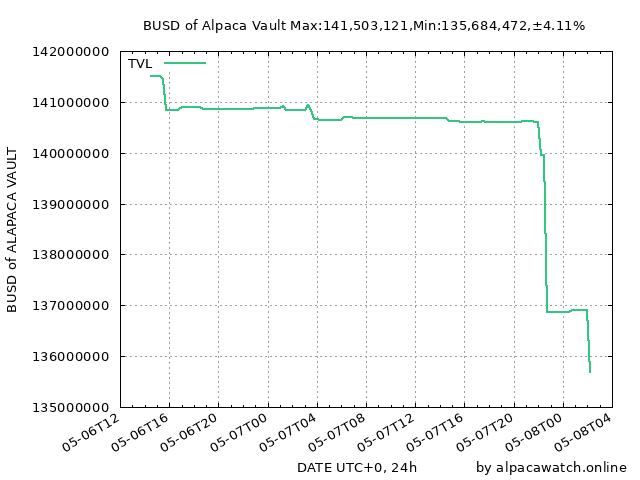 BUSD of Alpaca Vault Max:141,503,121,Min:135,684,472,±4.11%
TVL
142000000
141000000
140000000
139000000
138000000
137000000
136000000
135000000
BUSD of ALAPACA VAULT
05-06T12
05-06T16
05-06T20
05-07T00
05-07T04
05-07T08
05-07T12
05-07T16
05-07T20
05-08T00
05-08T04
DATE UTC+0, 24h
by alpacawatch.online